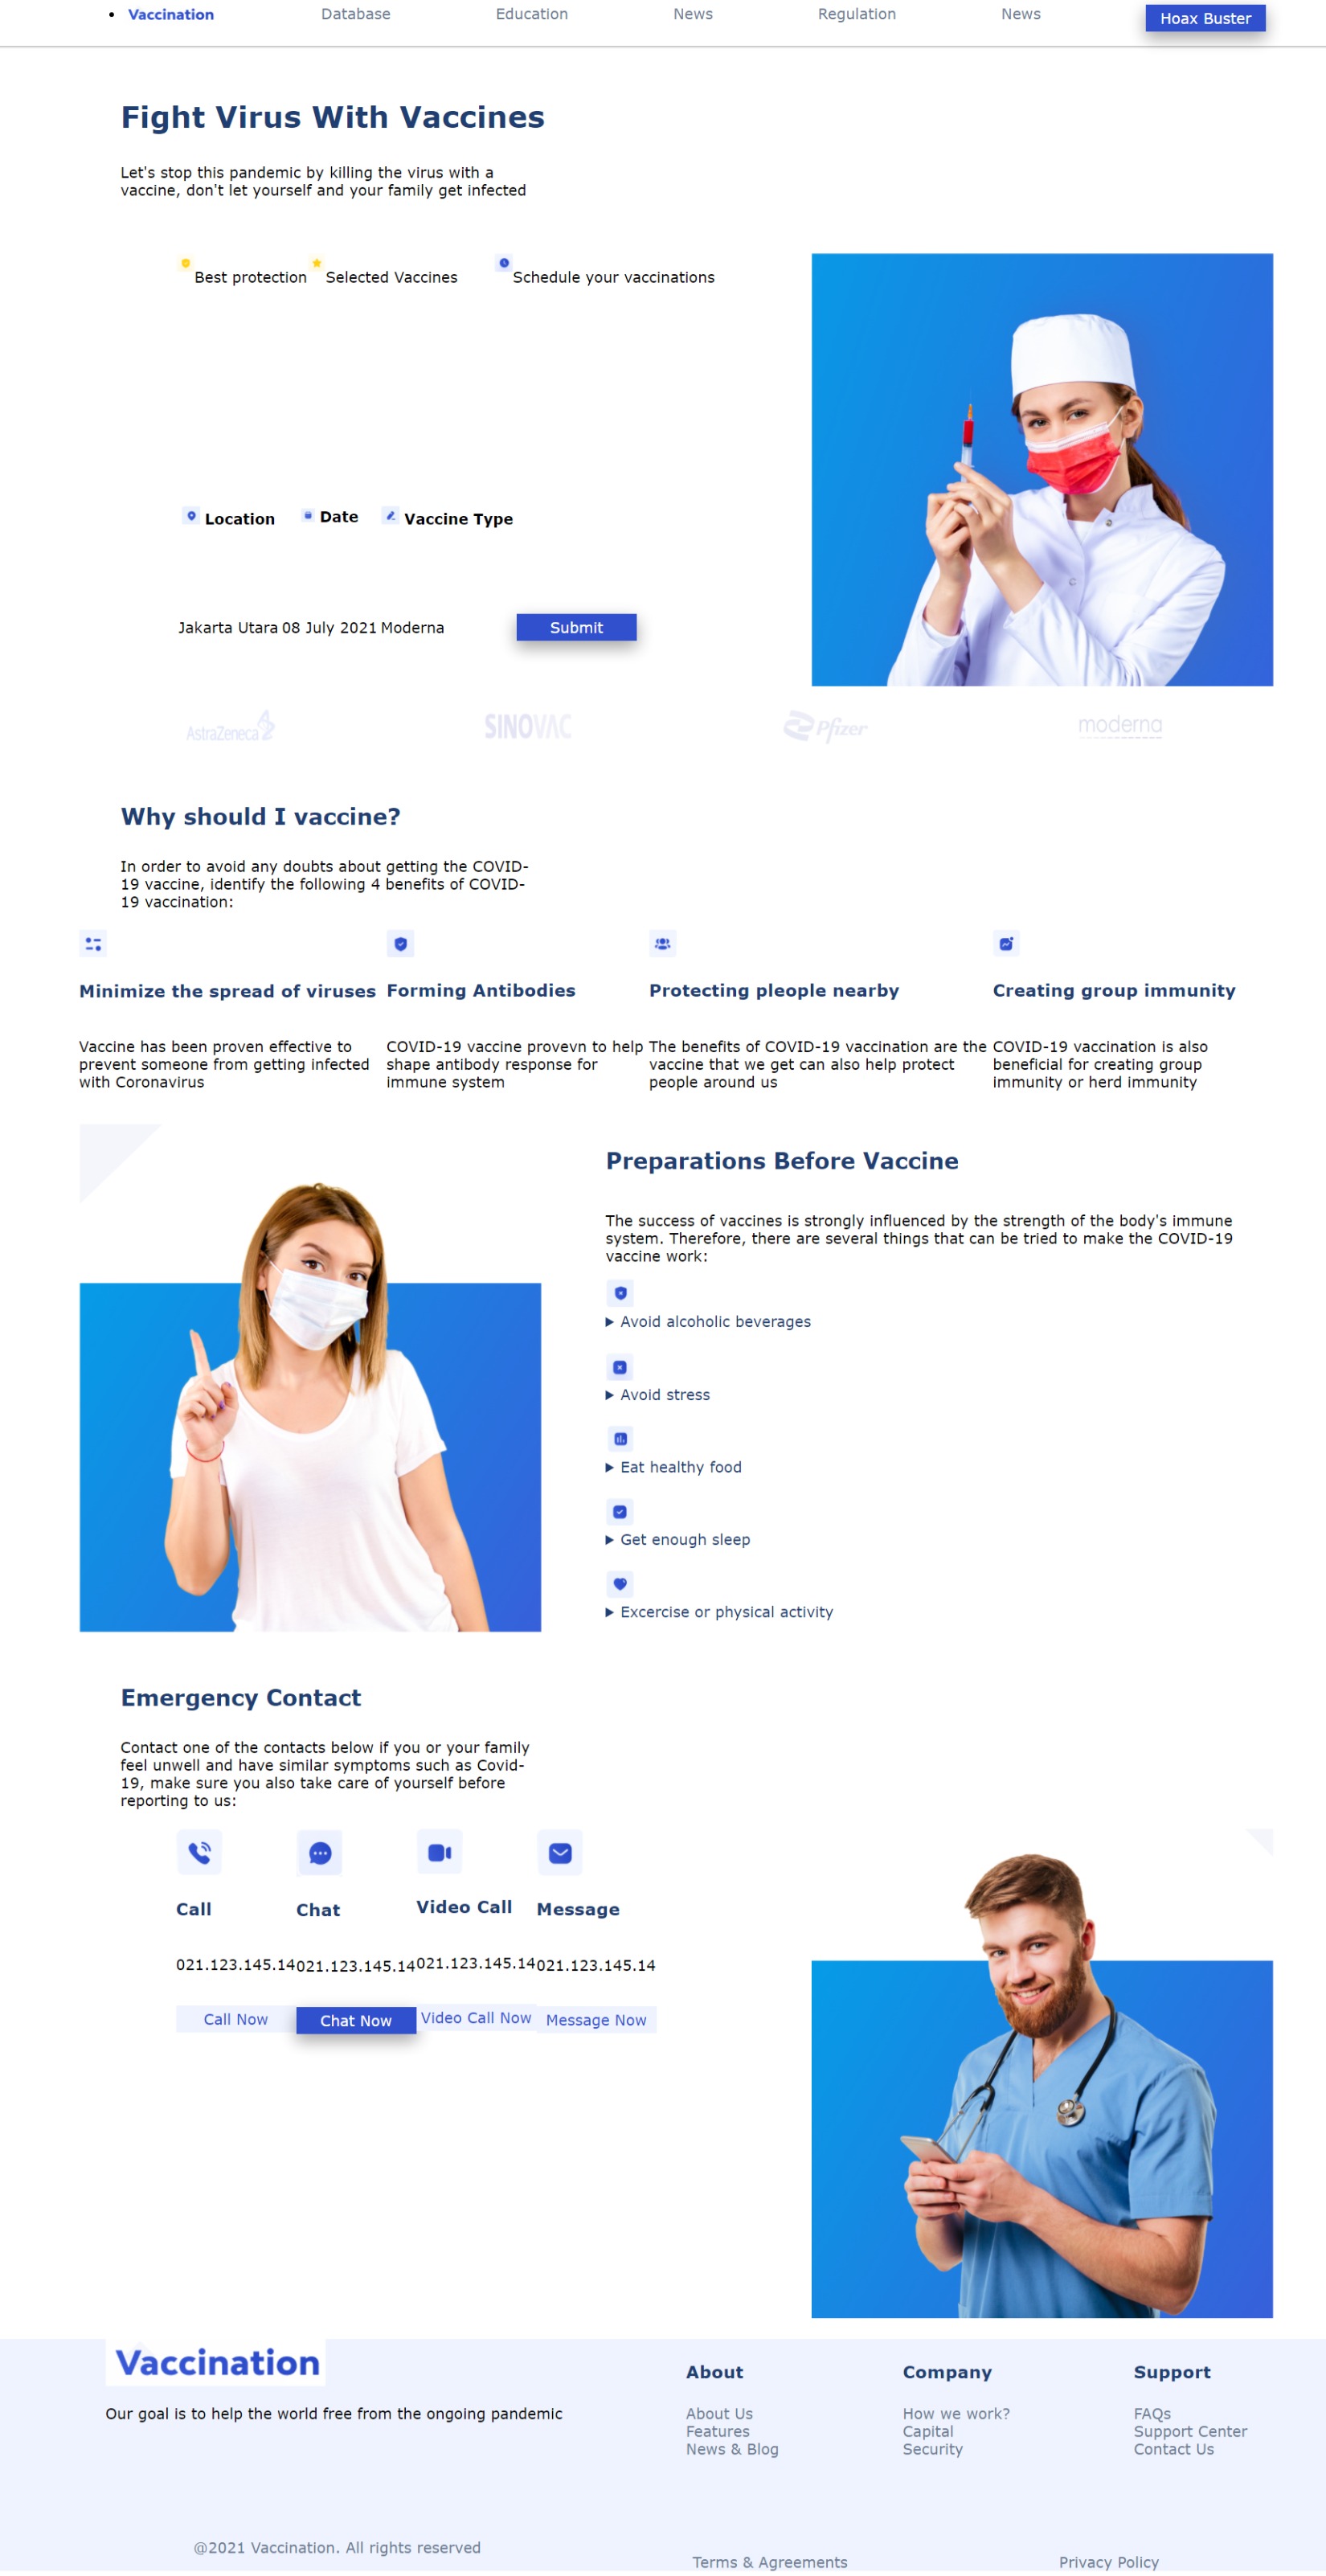 Vaccination Database Education News Regulation News Hoax Buster
Fight Virus With Vaccines
Let's stop this pandemic by killing the virus with a
vaccine, don't let yourself and your family get infected
Best protection Selected Vaccines Schedule your vaccinations
Location Date Vaccine Type
Jakarta Utara 08 July 2021 Moderna Submit
AstraZeneca SINOVAC Pfizer moderna
Why should I vaccine?
In order to avoid any doubts about getting the COVID-
19 vaccine, identify the following 4 benefits of COVID-
19 vaccination:
Minimize the spread of viruses
Vaccine has been proven effective to
prevent someone from getting infected
with Coronavirus
Forming Antibodies
COVID-19 vaccine provevn to help
shape antibody response for
immune system
Protecting pleople nearby
The benefits of COVID-19 vaccination are the
vaccine that we get can also help protect
people around us
Creating group immunity
COVID-19 vaccination is also
beneficial for creating group
immunity or herd immunity
Preparations Before Vaccine
The success of vaccines is strongly influenced by the strength of the body's immune
system. Therefore, there are several things that can be tried to make the COVID-19
vaccine work:
Avoid alcoholic beverages
Avoid stress
Eat healthy food
Get enough sleep
Excercise or physical activity
Emergency Contact
Contact one of the contacts below if you or your family
feel unwell and have similar symptoms such as Covid-
19, make sure you also take care of yourself before
reporting to us:
Call
021.123.145.14
Call Now
Chat
021.123.145.14
Chat Now
Video Call
021.123.145.14
Video Call Now
Message
021.123.145.14
Message Now
Vaccination
Our goal is to help the world free from the ongoing pandemic
About
About Us
Features
News & Blog
Company
How we work?
Capital
Security
Support
FAQs
Support Center
Contact Us
@2021 Vaccination. All rights reserved
Terms & Agreements Privacy Policy